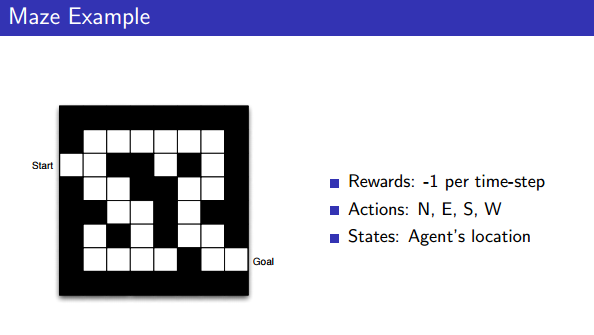 Maze Example
Start
Rewards: -1 per time-step
Actions: N, E, S, W
States: Agent's location
Goal